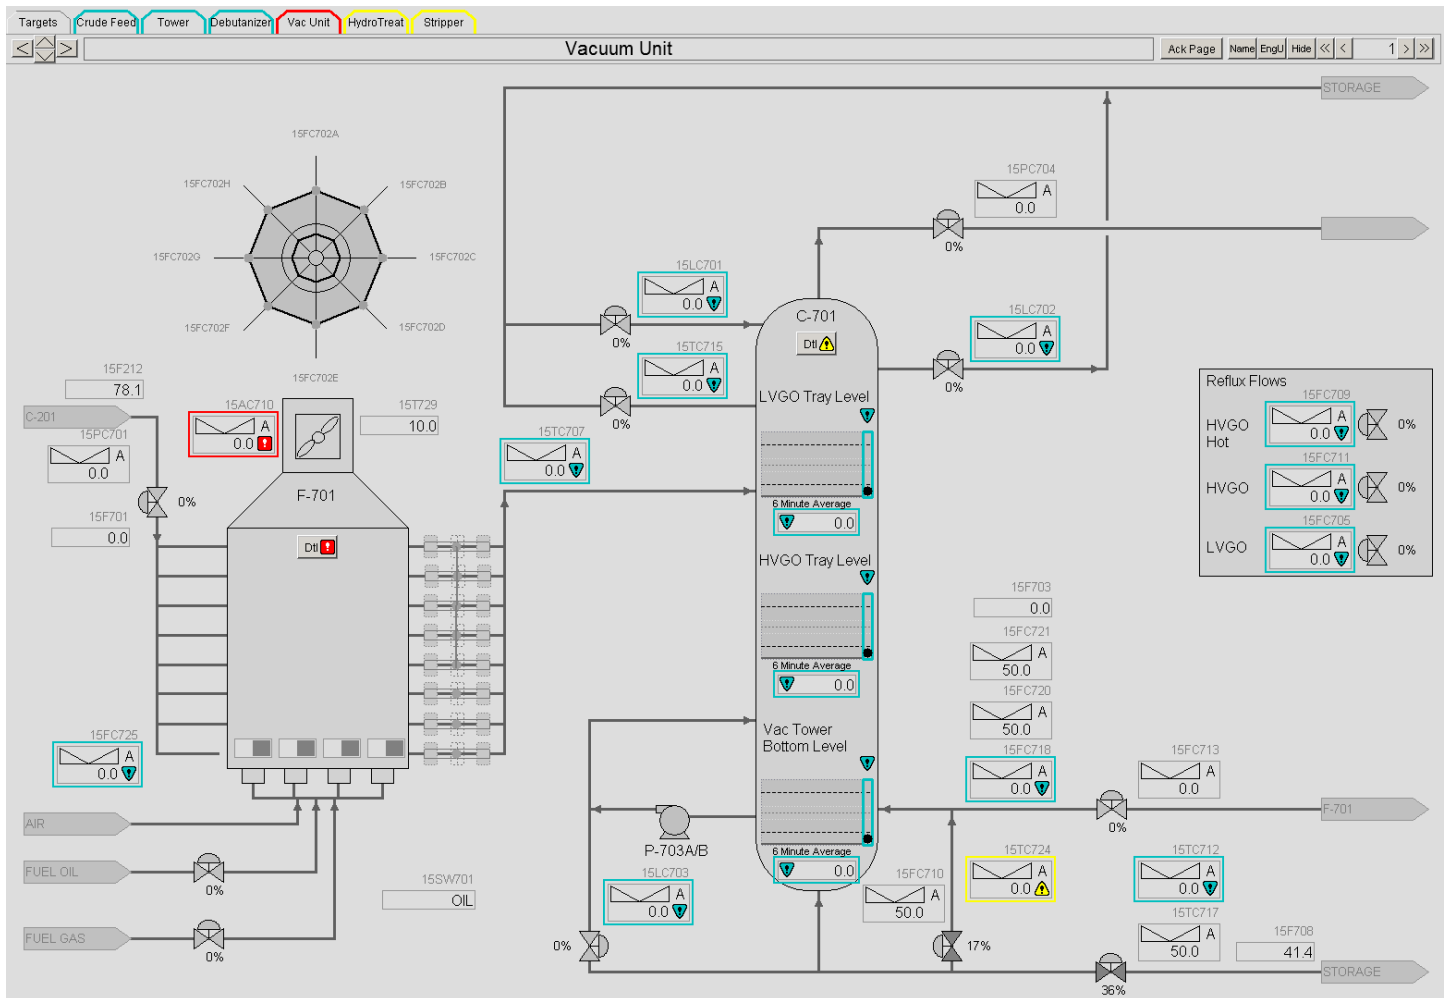 Targets Crude Feed Tower Debutanizer Vac Unit HydroTreat Stripper
< > Vacuum Unit Ack Page Name EngU Hide << < 1 > >>
STORAGE
15FC702A
15FC702H
15FC702B
15FC702G
15FC702C
15FC702F
15FC702D
15FC702E
15PC704
A
0.0
0%
15LC701
A
0.0
0%
15TC715
A
0.0
0%
C-701
Dtl
15LC702
A
0.0
0%
15F212
78.1
C-201
15PC701
A
0.0
0%
15F701
0.0
15AC710
A
0.0
15T729
10.0
F-701
Dtl
15TC707
A
0.0
LVGO Tray Level
6 Minute Average
0.0
HVGO Tray Level
6 Minute Average
0.0
Vac Tower
Bottom Level
6 Minute Average
0.0
Reflux Flows
15FC709
HVGO
Hot
A
0.0
0%
15FC711
HVGO
A
0.0
0%
15FC705
LVGO
A
0.0
0%
15F703
0.0
15FC721
A
50.0
15FC720
A
50.0
15FC718
A
0.0
15FC713
A
0.0
0%
F-701
15FC725
A
0.0
AIR
FUEL OIL
0%
FUEL GAS
0%
15SW701
OIL
P-703A/B
15LC703
A
0.0
0%
15FC710
A
50.0
17%
15TC724
A
0.0
15TC712
A
0.0
15TC717
A
50.0
15F708
41.4
36%
STORAGE